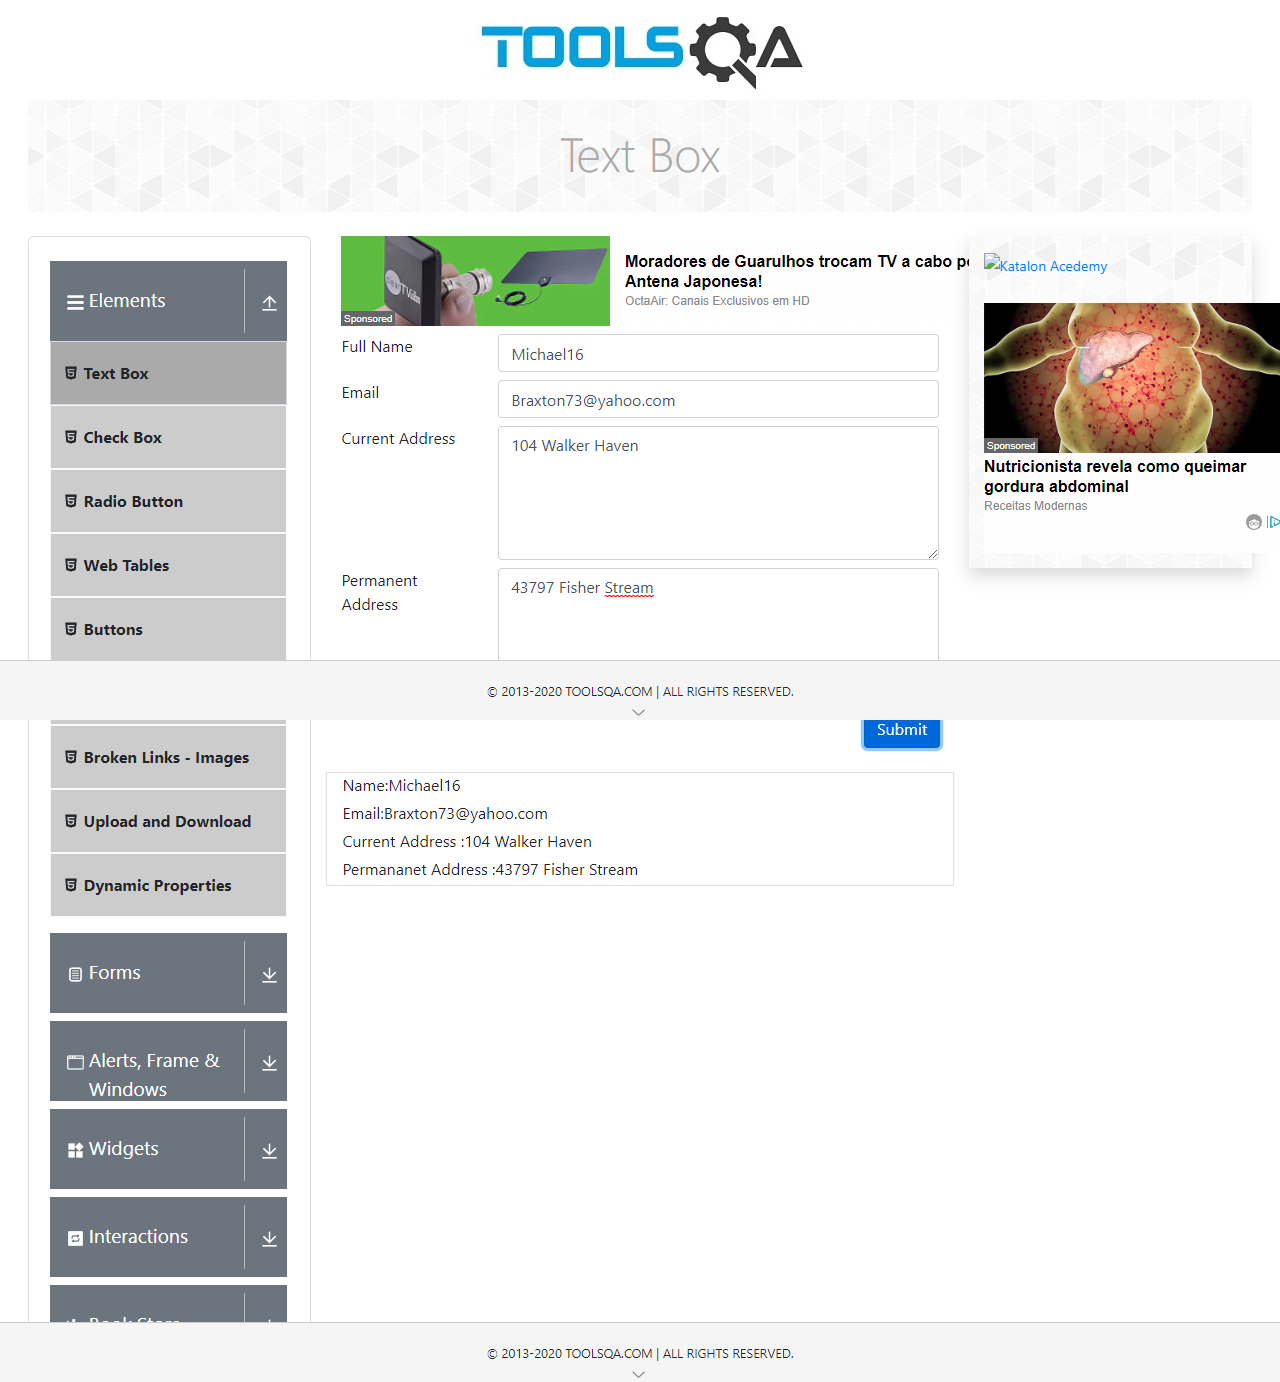 TOOLSQA
Text Box
Elements
Text Box
Check Box
Radio Button
Web Tables
Buttons
Sponsored
Moradores de Guarulhos trocam TV a cabo
Antena Japonesa!
OctaAir: Canais Exclusivos em HD
Full Name
Michael16
Email
Braxton73@yahoo.com
Current Address
104 Walker Haven
Permanent
Address
43797 Fisher Stream
Katalon Acedemy
Sponsored
Nutricionista revela como queimar
gordura abdominal
Receitas Modernas
© 2013-2020 TOOLSQA.COM | ALL RIGHTS RESERVED.
Submit
Broken Links - Images
Upload and Download
Dynamic Properties
Name:Michael16
Email:Braxton73@yahoo.com
Current Address :104 Walker Haven
Permananet Address :43797 Fisher Stream
Forms
Alerts, Frame &
Windows
Widgets
Interactions
Book Store
© 2013-2020 TOOLSQA.COM | ALL RIGHTS RESERVED.